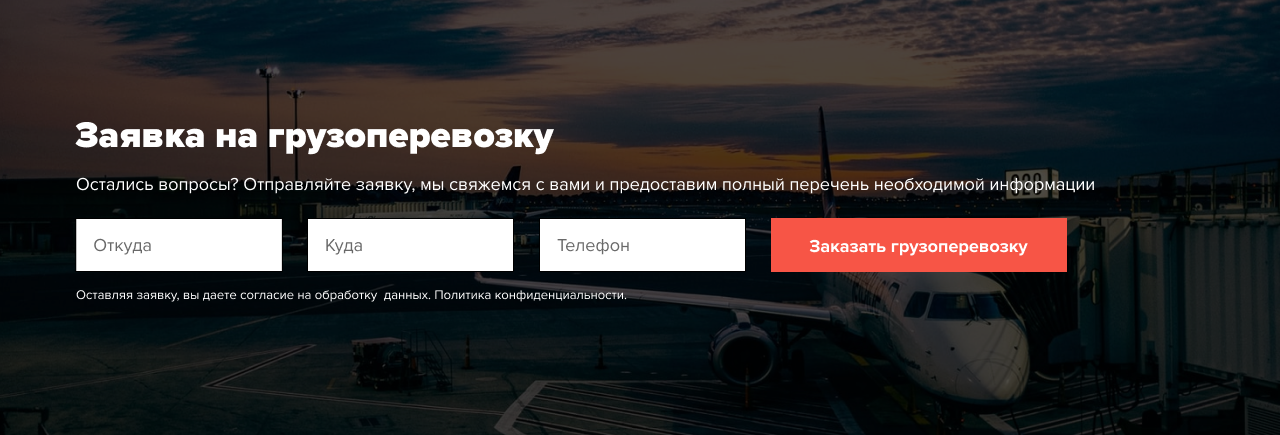 Заявка на грузоперевозку
Остались вопросы? Отправляйте заявку, мы свяжемся с вами и предоставим полный перечень необходимой информации
Откуда
Куда
Телефон
Заказать грузоперевозку
Оставляя заявку, вы даете согласие на обработку  данных. Политика конфиденциальности.